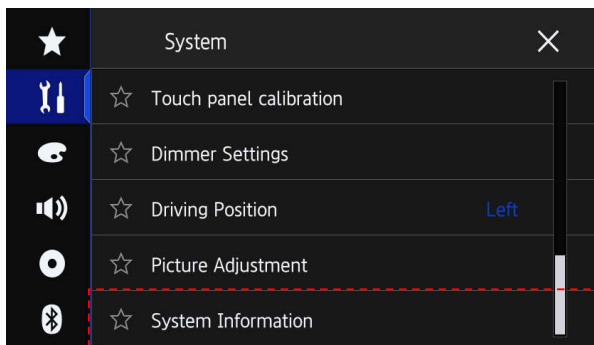 System
Touch panel calibration
Dimmer Settings
Driving Position Left
Picture Adjustment
System Information